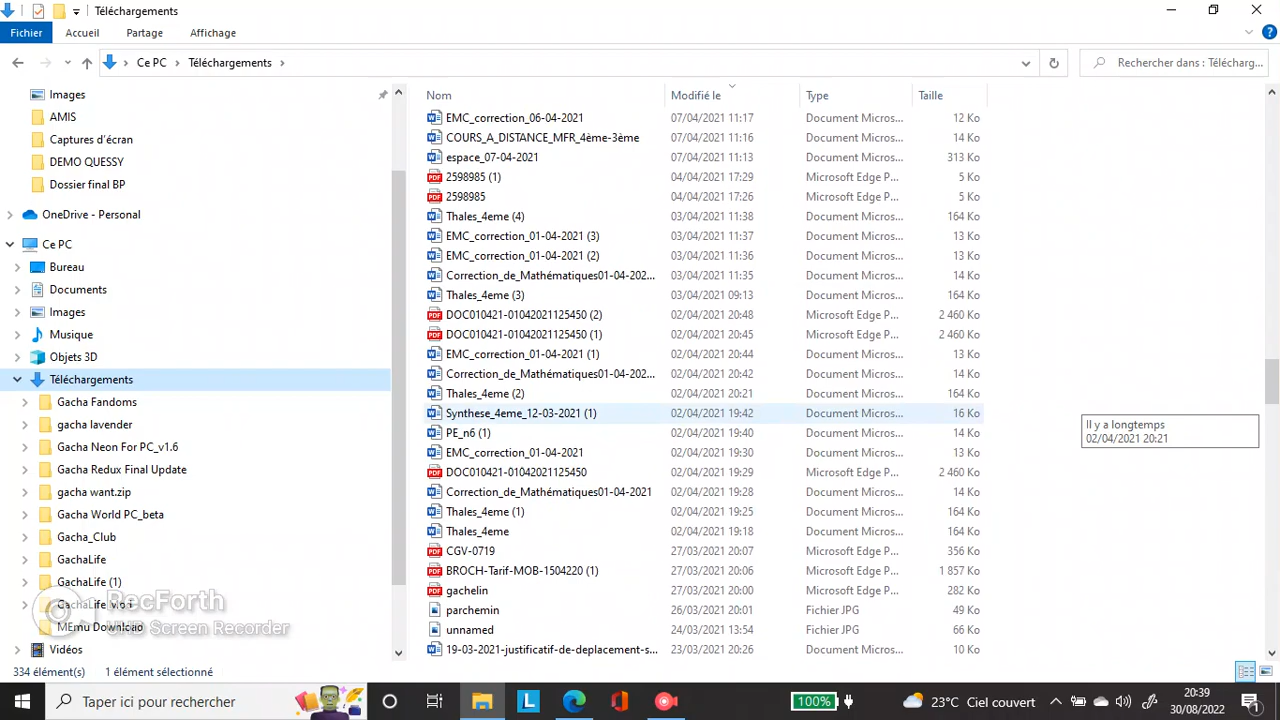 Téléchargements
Fichier Accueil Partage Affichage
Ce PC Téléchargements
Rechercher dans : Télécharg...
Images
AMIS
Captures d'écran
DEMO QUESSY
Dossier final BP
OneDrive - Personal
Ce PC
Bureau
Documents
Images
Musique
Objets 3D
Téléchargements
Gacha Fandoms
gacha lavender
Gacha Neon For PC_v1.6
Gacha Redux Final Update
gacha want.zip
Gacha World PC_beta
Gacha_Club
GachaLife
GachaLife (1)
MEmu Download
Vidéos
RecForth
Screen Recorder
Nom Modifié le Type Taille
EMC_correction_06-04-2021 07/04/2021 11:17 Document Micros... 12 Ko
COURS_A_DISTANCE_MFR_4ème-3ème 07/04/2021 11:16 Document Micros... 14 Ko
espace_07-04-2021 07/04/2021 11:13 Document Micros... 313 Ko
2598985 (1) 04/04/2021 17:29 Microsoft Edge P... 5 Ko
2598985 04/04/2021 17:26 Microsoft Edge P... 5 Ko
Thales_4eme (4) 03/04/2021 11:38 Document Micros... 164 Ko
EMC_correction_01-04-2021 (3) 03/04/2021 11:37 Document Micros... 13 Ko
EMC_correction_01-04-2021 (2) 03/04/2021 11:36 Document Micros... 13 Ko
Correction_de_Mathématiques01-04-202... 03/04/2021 11:35 Document Micros... 14 Ko
Thales_4eme (3) 03/04/2021 09:13 Document Micros... 164 Ko
DOC010421-01042021125450 (2) 02/04/2021 20:48 Microsoft Edge P... 2 460 Ko
DOC010421-01042021125450 (1) 02/04/2021 20:45 Microsoft Edge P... 2 460 Ko
EMC_correction_01-04-2021 (1) 02/04/2021 20:44 Document Micros... 13 Ko
Correction_de_Mathématiques01-04-202... 02/04/2021 20:42 Document Micros... 14 Ko
Thales_4eme (2) 02/04/2021 20:21 Document Micros... 164 Ko
Synthese_4eme_12-03-2021 (1) 02/04/2021 19:42 Document Micros... 16 Ko
PE_n6 (1) 02/04/2021 19:40 Document Micros... 14 Ko
EMC_correction_01-04-2021 02/04/2021 19:30 Document Micros... 13 Ko
DOC010421-01042021125450 02/04/2021 19:29 Microsoft Edge P... 2 460 Ko
Correction_de_Mathématiques01-04-2021 02/04/2021 19:28 Document Micros... 14 Ko
Thales_4eme (1) 02/04/2021 19:25 Document Micros... 164 Ko
Thales_4eme 02/04/2021 19:18 Document Micros... 164 Ko
CGV-0719 27/03/2021 20:07 Microsoft Edge P... 356 Ko
BROCH-Tarif-MOB-1504220 (1) 27/03/2021 20:06 Microsoft Edge P... 1 857 Ko
gachelin 27/03/2021 20:00 Microsoft Edge P... 282 Ko
parchemin 26/03/2021 20:01 Fichier JPG 49 Ko
unnamed 24/03/2021 13:54 Fichier JPG 66 Ko
19-03-2021-justificatif-de-deplacement-s... 23/03/2021 20:26 Document Micros... 10 Ko
Il y a longtemps
02/04/2021 20:21
334 élément(s) 1 élément sélectionné
Taper ici pour rechercher
100%
23°C Ciel couvert
20:39
30/08/2022